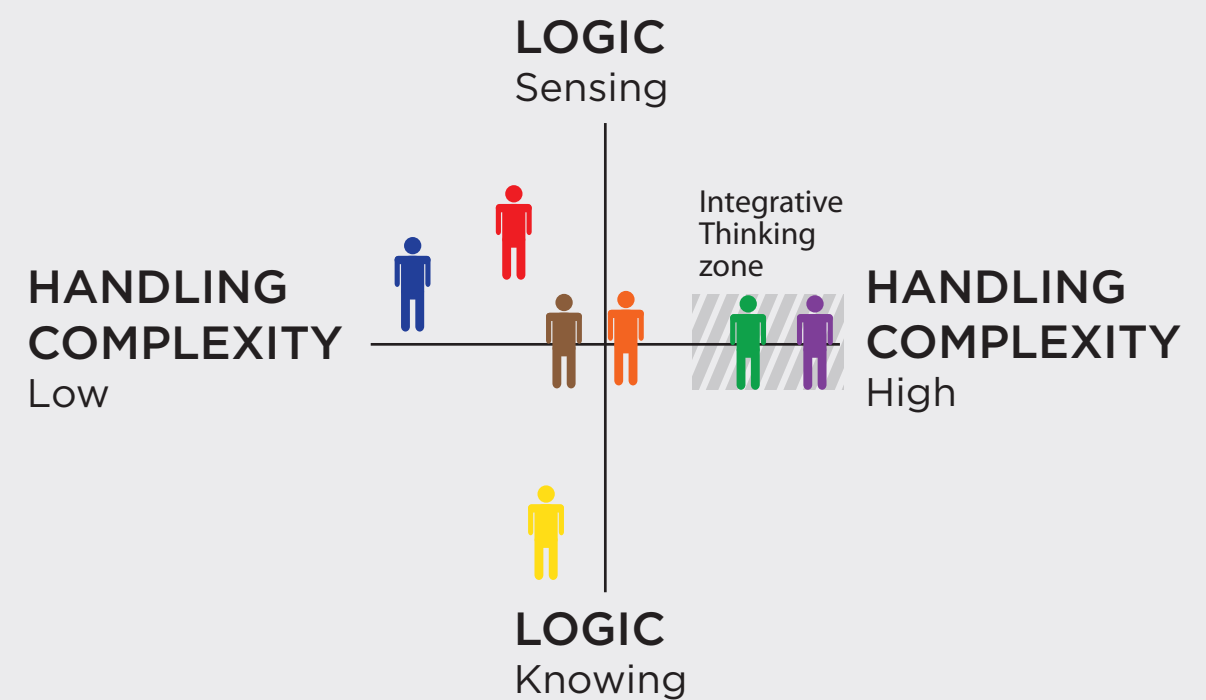 LOGIC
Sensing
Integrative
Thinking
zone
HANDLING
COMPLEXITY
Low
HANDLING
COMPLEXITY
High
LOGIC
Knowing